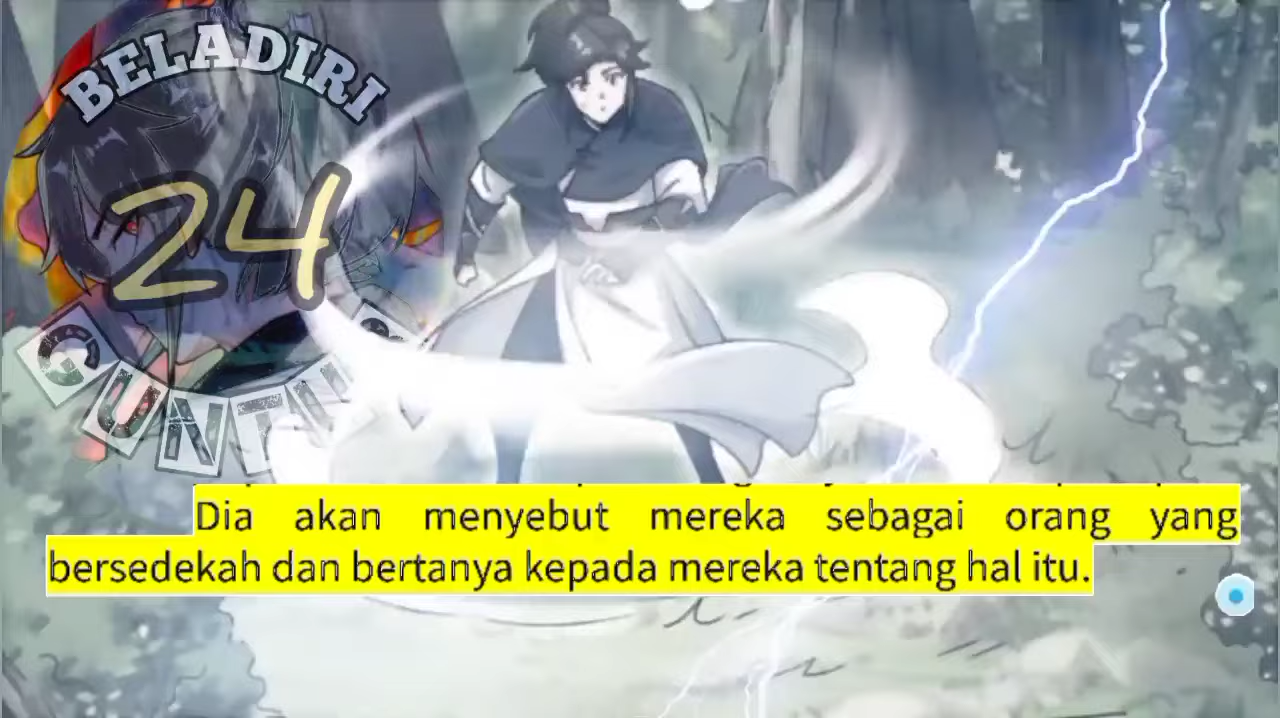 BELADIRI
24
Dia akan menyebut mereka sebagai orang yang
bersedekah dan bertanya kepada mereka tentang hal itu.